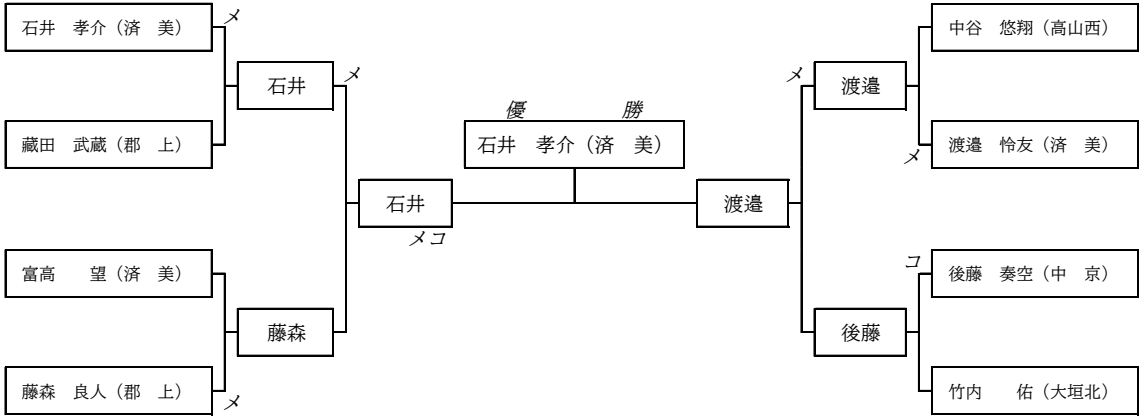 石井　孝介（済　美）
メ
石井
メ
藏田　武蔵（郡　上）
石井
メコ
富高　　望（済　美）
藤森
藤森　良人（郡　上）
メ
優　　　　勝
石井　孝介（済　美）
中谷　悠翔（高山西）
メ
渡邉
渡邉　怜友（済　美）
メ
渡邉
コ
後藤　奏空（中　京）
後藤
竹内　　佑（大垣北）